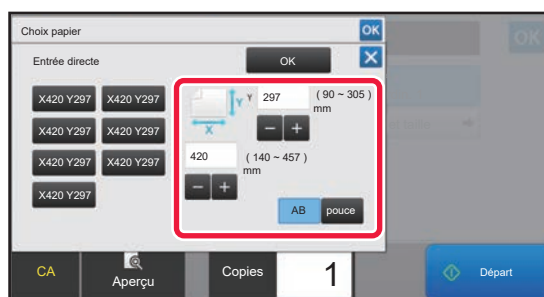 Choix papier
OK
OK
Entrée directe
OK
X420 Y297
X420 Y297
Y
Y
297
( 90 ~ 305 )
mm
X420 Y297
X420 Y297
X
X420 Y297
X420 Y297
420
( 140 ~ 457 )
mm
X420 Y297
AB
pouce
CA
Aperçu
Copies
1
Départ